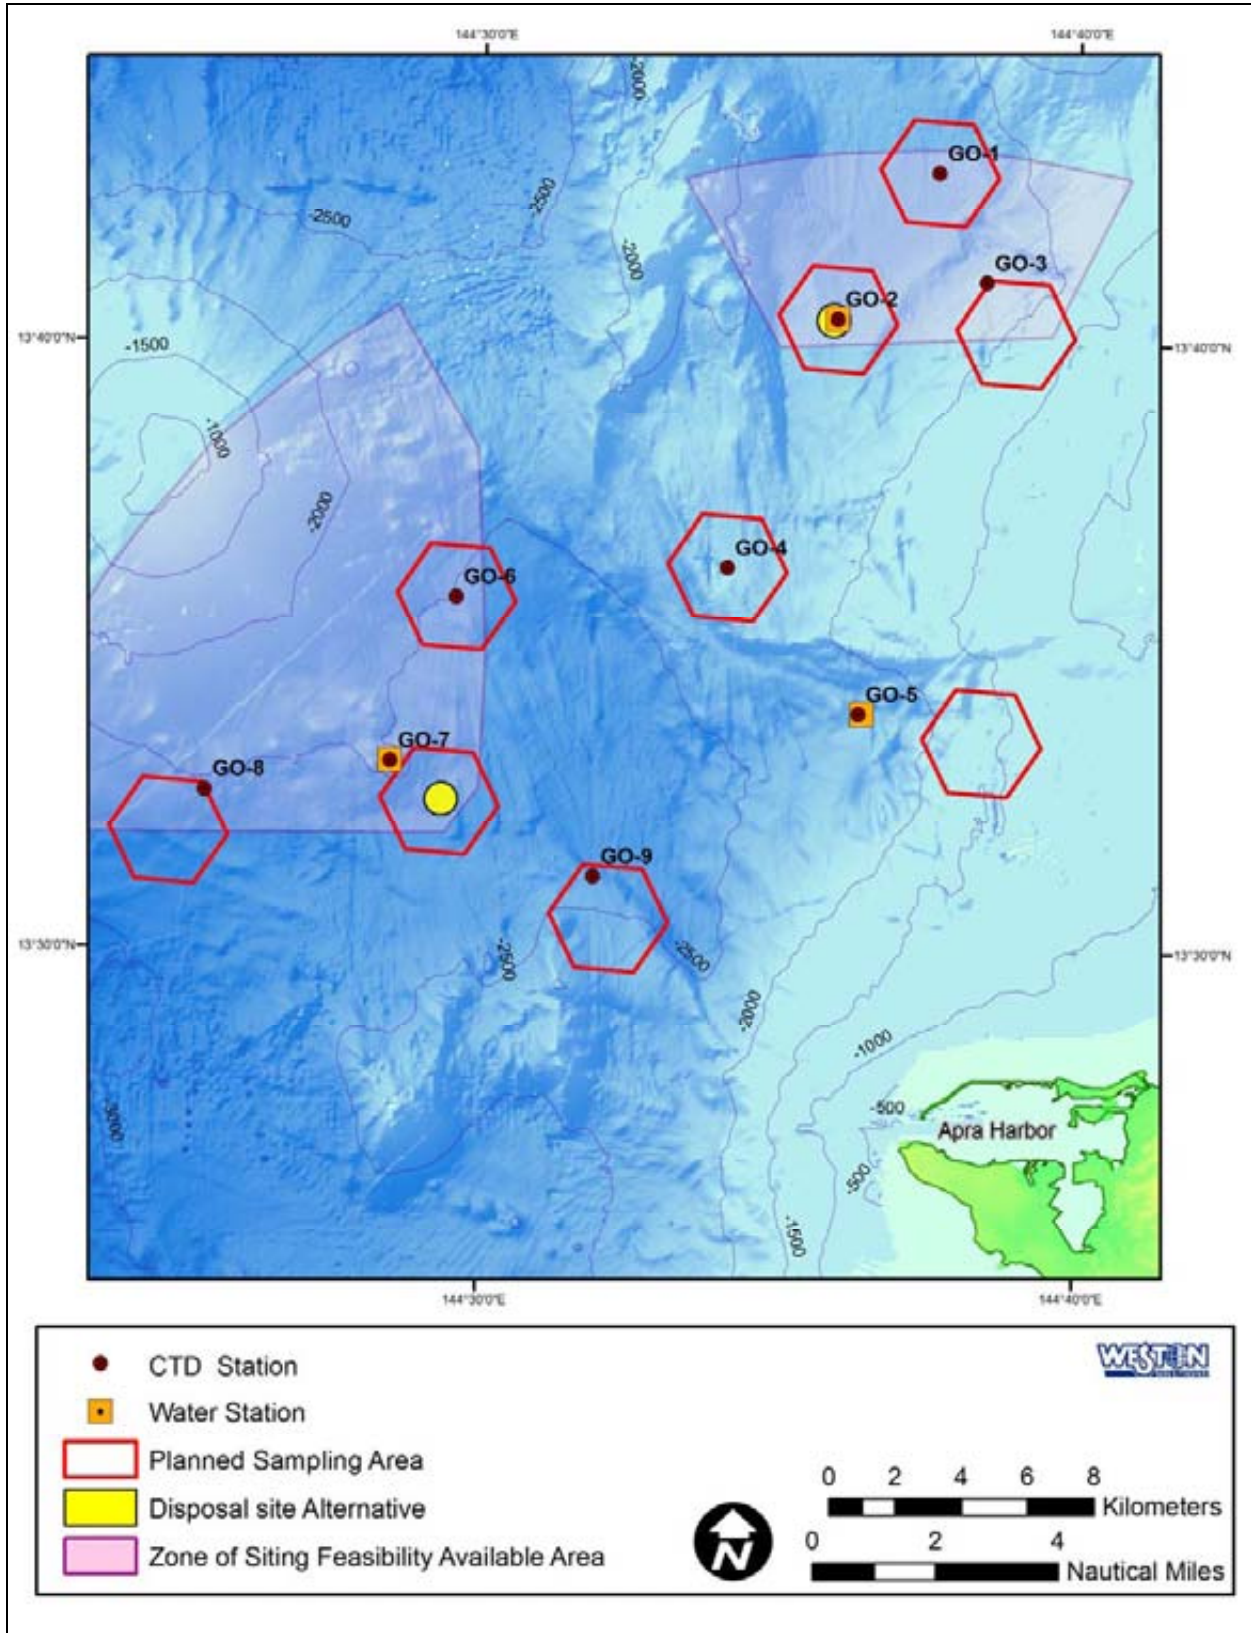 144°30'0"E
144°40'0"E
-2000
GO-1
-2500
-2500
-2000
GO-3
GO-2
13°40'0"N
13°40'0"N
-1500
-1000
-2000
GO-4
GO-6
GO-5
GO-7
GO-8
GO-9
13°30'0"N
13°30'0"N
-2500
-2500
-2000
-1000
-3000
-500
Apra Harbor
-500
-1500
144°30'0"E
144°40'0"E
CTD Station
Water Station
Planned Sampling Area
Disposal site Alternative
Zone of Siting Feasibility Available Area
WESTON
N
0 2 4 6 8
Kilometers
0 2 4
Nautical Miles